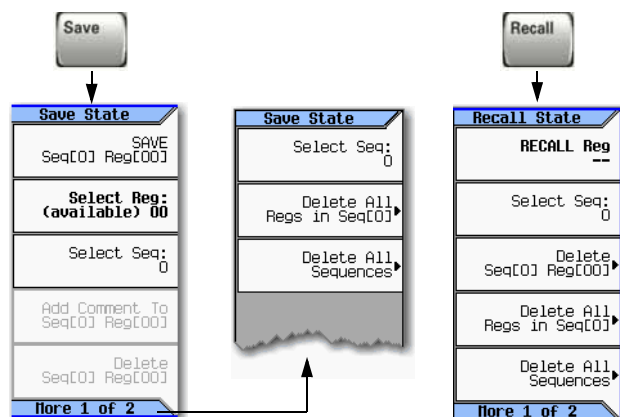 Save
Save State
SAVE
Seq[0] Reg[00]
Select Reg:
(available) 00
Select Seq:
0
Add Comment To
Seq[0] Reg[00]
Delete
Seq[0] Reg[00]
More 1 of 2
Save State
Select Seq:
0
Delete All
Regs in Seq[0]
Delete All
Sequences
Recall
Recall State
RECALL Reg
--
Select Seq:
0
Delete
Seq[0] Reg[00]
Delete All
Regs in Seq[0]
Delete All
Sequences
More 1 of 2